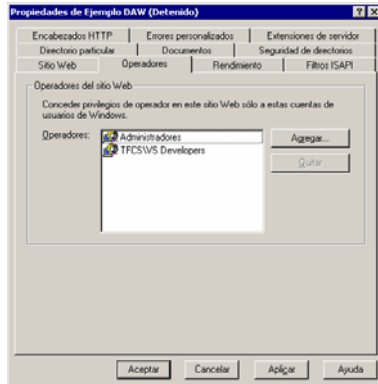 Propiedades de Ejemplo DAW (Detenido)
Encabezados HTTP Errores personalizados Extensiones de servidor
Directorio particular Documentos Seguridad de directorios
Sitio Web Operadores Rendimiento Filtros ISAPI
Operadores del sitio Web
Conceder privilegios de operador en este sitio Web sólo a estas cuentas de
usuarios de Windows.
Operadores: Administradores Agregar...
TFCS\VS Developers Quitar
Aceptar Cancelar Aplicar Ayuda